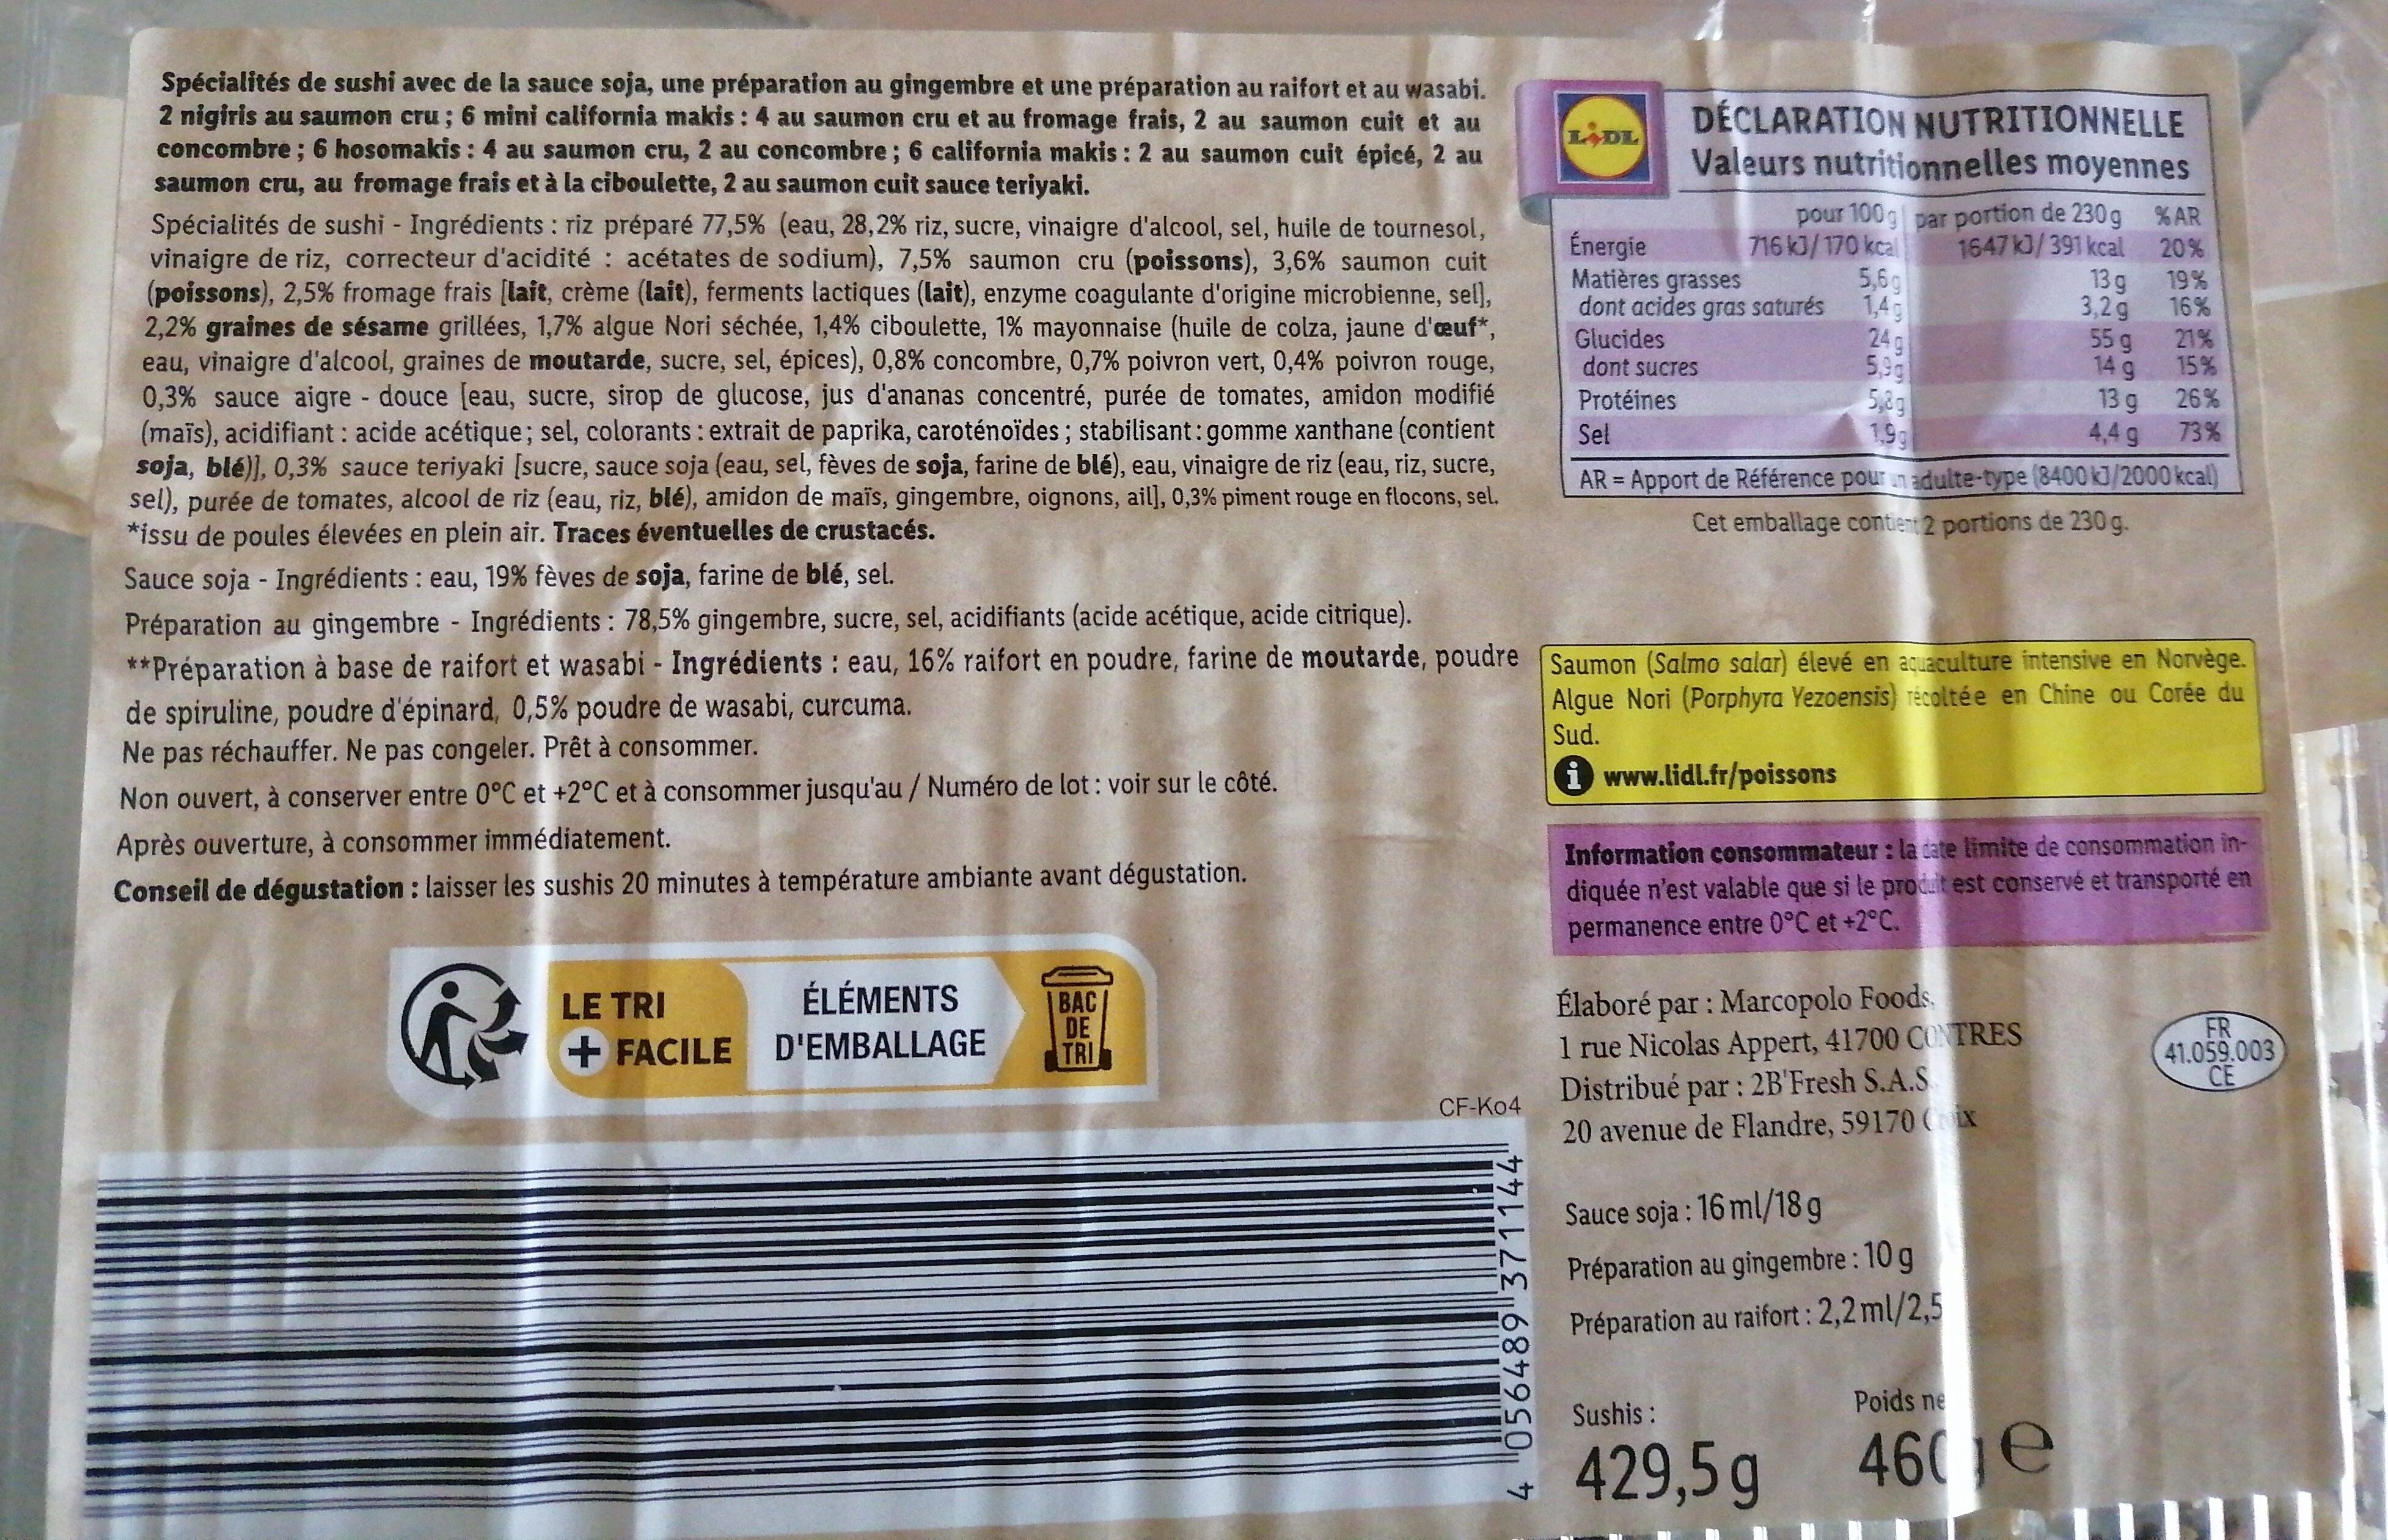 Spécialités de sushi avec de la sauce soja, une préparation au gingembre et une préparation au raifort et au wasabi.
2 nigiris au saumon cru ; 6 mini california makis : 4 au saumon cru et au fromage frais, 2 au saumon cuit et au
concombre ; 6 hosomakis : 4 au saumon cru, 2 au concombre ; 6 california makis : 2 au saumon cuit épicé, 2 au
saumon cru, au fromage frais et à la ciboulette, 2 au saumon cuit sauce teriyaki.
Spécialités de sushi - Ingrédients : riz préparé 77,5% (eau, 28,2% riz, sucre, vinaigre d'alcool, sel, huile de tournesol,
vinaigre de riz, correcteur d'acidité : acétates de sodium), 7,5% saumon cru (poissons), 3,6% saumon cuit
(poissons), 2,5% fromage frais [lait, crème (lait), ferments lactiques (lait), enzyme coagulante d'origine microbienne, sel],
2,2% graines de sésame grillées, 1,7% algue Nori séchée, 1,4% ciboulette, 1% mayonnaise (huile de colza, jaune d'œuf*,
eau, vinaigre d'alcool, graines de moutarde, sucre, sel, épices), 0,8% concombre, 0,7% poivron vert, 0,4% poivron rouge,
0,3% sauce aigre - douce [eau, sucre, sirop de glucose, jus d'ananas concentré, purée de tomates, amidon modifié
(maïs), acidifiant : acide acétique ; sel, colorants : extrait de paprika, caroténoïdes ; stabilisant : gomme xanthane (contient
soja, blé)], 0,3% sauce teriyaki [sucre, sauce soja (eau, sel, fèves de soja, farine de blé), eau, vinaigre de riz (eau, riz, sucre,
sel), purée de tomates, alcool de riz (eau, riz, blé), amidon de maïs, gingembre, oignons, ail], 0,3% piment rouge en flocons, sel.
*issu de poules élevées en plein air. Traces éventuelles de crustacés.
Sauce soja - Ingrédients : eau, 19% fèves de soja, farine de blé, sel.
Préparation au gingembre - Ingrédients : 78,5% gingembre, sucre, sel, acidifiants (acide acétique, acide citrique).
**Préparation à base de raifort et wasabi - Ingrédients : eau, 16% raifort en poudre, farine de moutarde, poudre
de spiruline, poudre d'épinard, 0,5% poudre de wasabi, curcuma.
Ne pas réchauffer. Ne pas congeler. Prêt à consommer.
Non ouvert, à conserver entre 0°C et +2°C et à consommer jusqu'au / Numéro de lot : voir sur le côté.
Après ouverture, à consommer immédiatement.
Conseil de dégustation : laisser les sushis 20 minutes à température ambiante avant dégustation.
LE TRI
+ FACILE
ÉLÉMENTS
D'EMBALLAGE
BAC
DE
TRI
CF-Ko4
4 056489 371144
LIDL
DÉCLARATION NUTRITIONNELLE
Valeurs nutritionnelles moyennes
pour 100g par portion de 230g %AR
Énergie 716 kJ/ 170 kcal 1647 kJ/ 391 kcal 20%
Matières grasses 5,6g 13g 19%
dont acides gras saturés 1,4g 3,2g 16%
Glucides 24g 55 g 21%
dont sucres 5,9g 14 g 15%
Protéines 5,8g 13 g 26%
Sel 1,9g 4,4 g 73%
AR = Apport de Référence pour un adulte-type (8400 kJ/2000 kcal)
Cet emballage contient 2 portions de 230 g.
Saumon (Salmo salar) élevé en aquaculture intensive en Norvège.
Algue Nori (Porphyra Yezoensis) récoltée en Chine ou Corée du
Sud.
i www.lidl.fr/poissons
Information consommateur : la date limite de consommation in-
diquée n'est valable que si le produit est conservé et transporté en
permanence entre 0°C et +2°C.
Élaboré par : Marcopolo Foods,
1 rue Nicolas Appert, 41700 CONTRES
Distribué par : 2B'Fresh S.A.S.
20 avenue de Flandre, 59170 Croix
FR
41.059.003
CE
Sauce soja : 16 ml/18 g
Préparation au gingembre : 10 g
Préparation au raifort : 2,2 ml/2,5
Sushis :
429,5 g
Poids ne
460g e